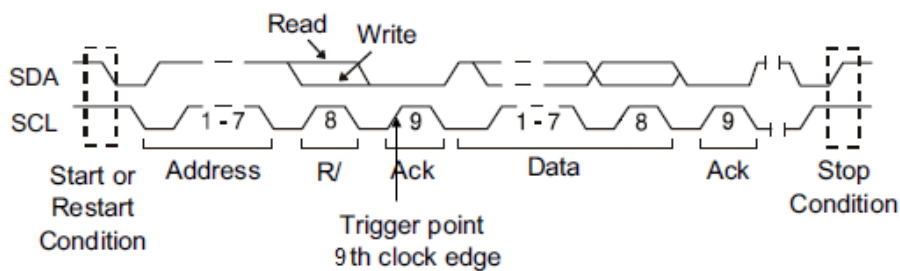 Read
Write
SDA
SCL
1 - 7
8
9
1 - 7
8
9
Address
R/
Ack
Data
Ack
Start or
Restart
Condition
Trigger point
9th clock edge
Stop
Condition